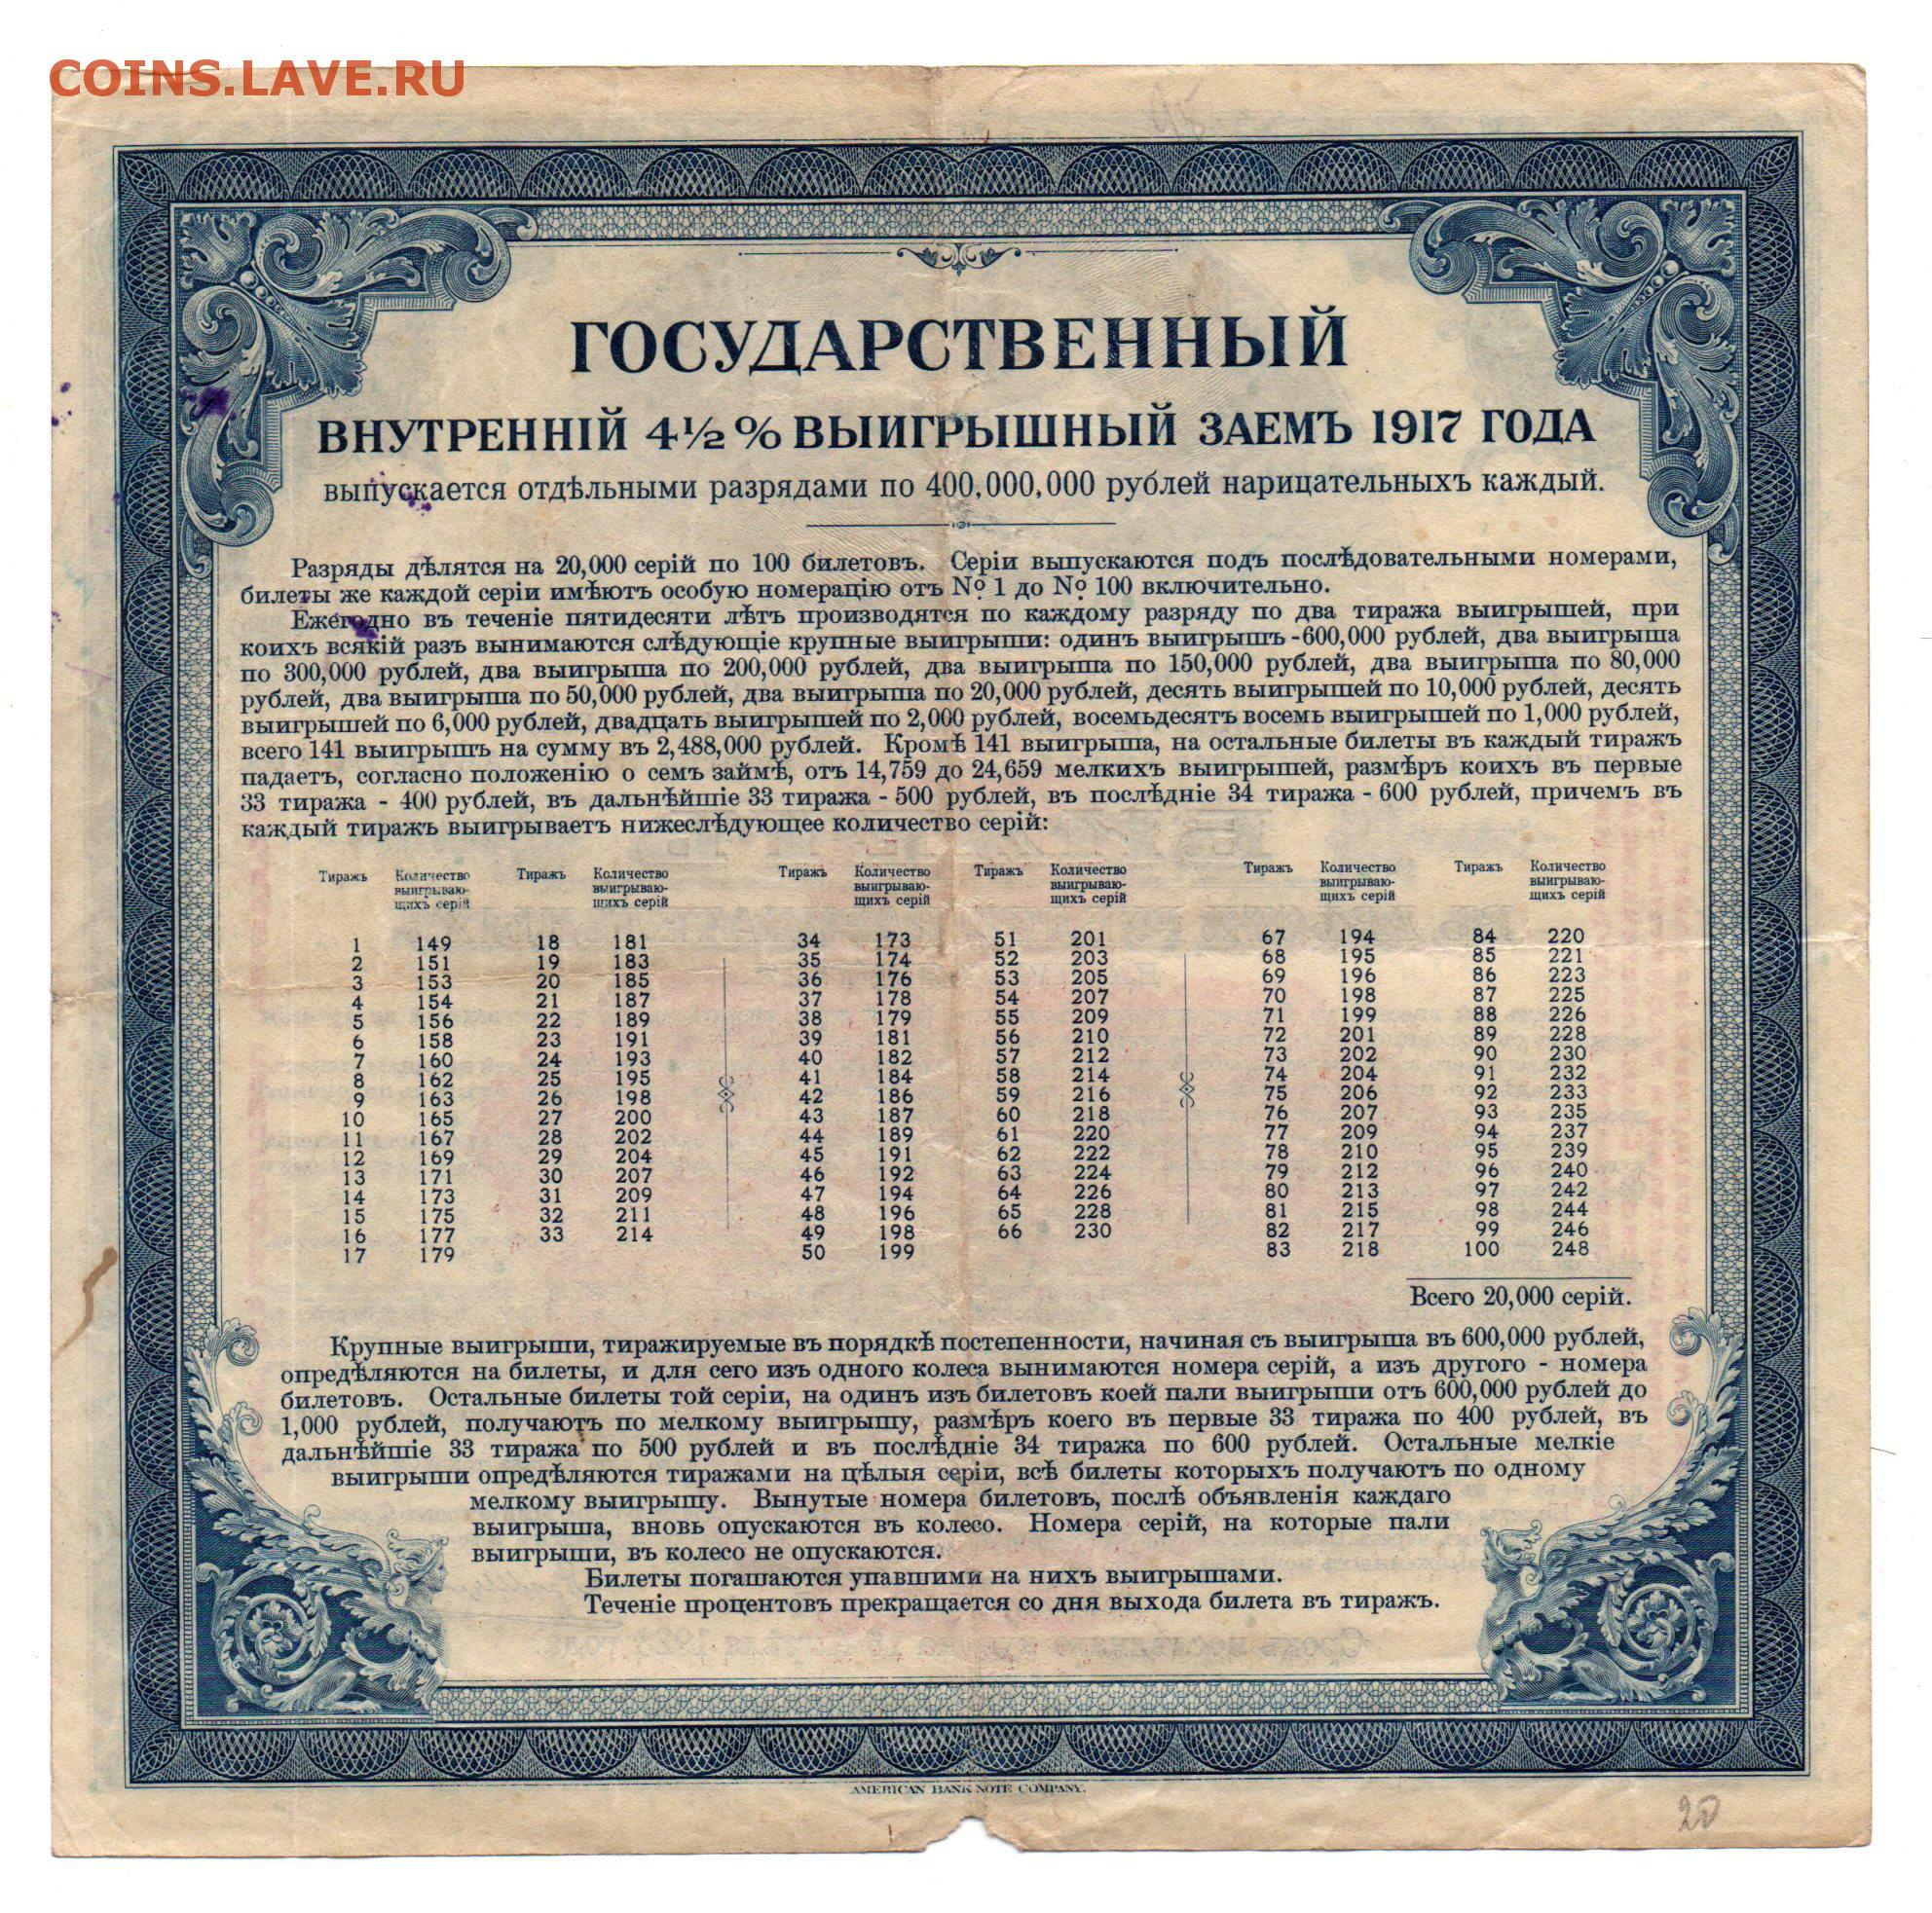 COINS.LAVE.RU
ГОСУДАРСТВЕННЫЙ
ВНУТРЕННІЙ 4½% ВЫИГРЫШНЫЙ ЗАЕМЪ 1917 ГОДА
выпускается отдѣльными разрядами по 400,000,000 рублей нарицательныхъ каждый.
Разряды дѣлятся на 20,000 серій по 100 билетовъ. Серіи выпускаются подъ послѣдовательными номерами,
билеты же каждой серіи имѣютъ особую номерацію отъ № 1 до № 100 включительно.
Ежегодно въ теченіе пятидесяти лѣтъ производятся по каждому разряду по два тиража выигрышей, при
коихъ всякій разъ вынимаются слѣдующіе крупные выигрыши: одинъ выигрышъ-600,000 рублей, два выигрыша
по 300,000 рублей, два выигрыша по 200,000 рублей, два выигрыша по 150,000 рублей, два выигрыша по 80,000
рублей, два выигрыша по 50,000 рублей, два выигрыша по 20,000 рублей, десять выигрышей по 10,000 рублей, десять
выигрышей по 6,000 рублей, двадцать выигрышей по 2,000 рублей, восемьдесятъ восемь выигрышей по 1,000 рублей,
всего 141 выигрышъ на сумму въ 2,488,000 рублей. Кромѣ 141 выигрыша, на остальные билеты въ каждый тиражъ
падаетъ, согласно положенію о семъ займѣ, отъ 14,759 до 24,659 мелкихъ выигрышей, размѣръ коихъ въ первые
33 тиража - 400 рублей, въ дальнѣйшіе 33 тиража - 500 рублей, въ послѣдніе 34 тиража - 600 рублей, причемъ въ
каждый тиражъ выигрываетъ нижеслѣдующее количество серій:
Тиражъ Количество Тиражъ Количество Тиражъ Количество Тиражъ Количество Тиражъ Количество Тиражъ Количество
выигрываю- выигрываю- выигрываю- выигрываю- выигрываю- выигрываю-
щихъ серій щихъ серій щихъ серій щихъ серій щихъ серій щихъ серій
1 149 18 181 34 173 51 201 67 194 84 220
2 151 19 183 35 174 52 203 68 195 85 221
3 153 20 185 36 176 53 205 69 196 86 223
4 154 21 187 37 178 54 207 70 198 87 225
5 156 22 189 38 179 55 209 71 199 88 226
6 158 23 191 39 181 56 210 72 201 89 228
7 160 24 193 40 182 57 212 73 202 90 230
8 162 25 195 41 184 58 214 74 204 91 232
9 163 26 198 42 186 59 216 75 206 92 233
10 165 27 200 43 187 60 218 76 207 93 235
11 167 28 202 44 189 61 220 77 209 94 237
12 169 29 204 45 191 62 222 78 210 95 239
13 171 30 207 46 192 63 224 79 212 96 240
14 173 31 209 47 194 64 226 80 213 97 242
15 175 32 211 48 196 65 228 81 215 98 244
16 177 33 214 49 198 66 230 82 217 99 246
17 179 50 199 83 218 100 248
Всего 20,000 серій.
Крупные выигрыши, тиражируемые въ порядкѣ постепенности, начиная съ выигрыша въ 600,000 рублей,
опредѣляются на билеты, и для сего изъ одного колеса вынимаются номера серій, а изъ другого - номера
билетовъ. Остальные билеты той серіи, на одинъ изъ билетовъ коей пали выигрыши отъ 600,000 рублей до
1,000 рублей, получаютъ по мелкому выигрышу, размѣръ коего въ первые 33 тиража по 400 рублей, въ
дальнѣйшіе 33 тиража по 500 рублей и въ послѣдніе 34 тиража по 600 рублей. Остальные мелкіе
выигрыши опредѣляются тиражами на цѣлыя серіи, всѣ билеты которыхъ получаютъ по одному
мелкому выигрышу. Вынутые номера билетовъ, послѣ объявленія каждаго
выигрыша, вновь опускаются въ колесо. Номера серій, на которые пали
выигрыши, въ колесо не опускаются.
Билеты погашаются упавшими на нихъ выигрышами.
Теченіе процентовъ прекращается со дня выхода билета въ тиражъ.
AMERICAN BANK NOTE COMPANY.
20